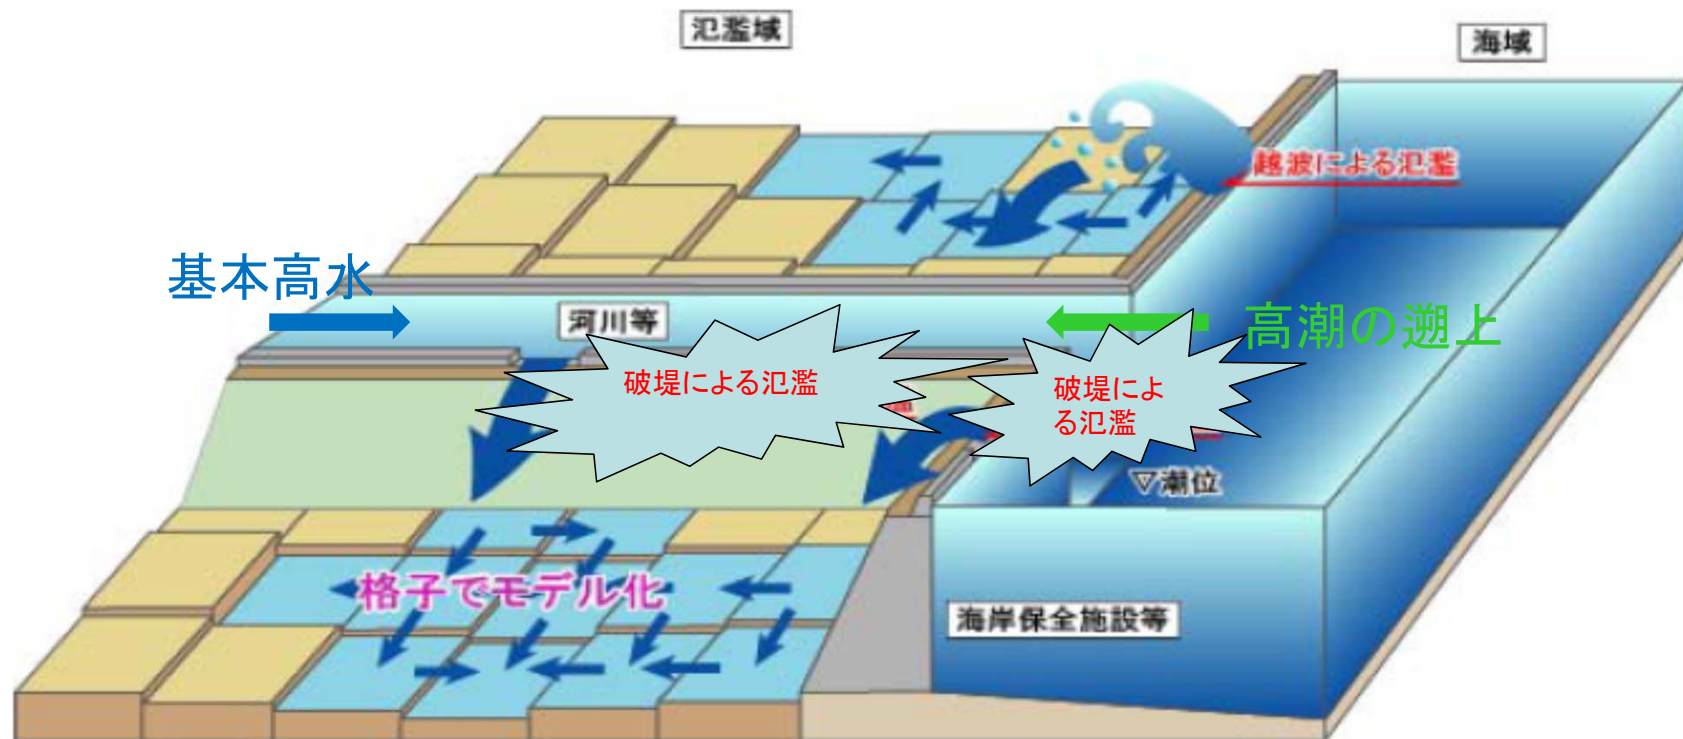 氾濫域
海域
越波による氾濫
基本高水
河川等
高潮の遡上
破堤による氾濫
破堤によ
る氾濫
▽潮位
格子でモデル化
海岸保全施設等